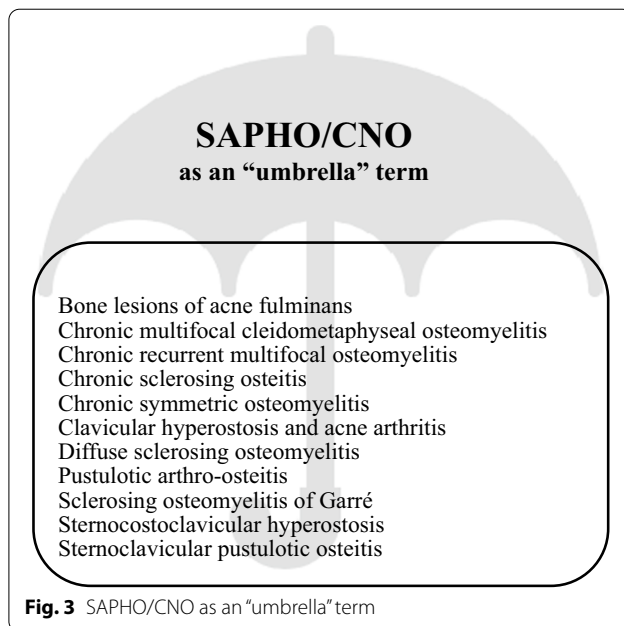 SAPHO/CNO
as an “umbrella” term
Bone lesions of acne fulminans
Chronic multifocal cleidometaphyseal osteomyelitis
Chronic recurrent multifocal osteomyelitis
Chronic sclerosing osteitis
Chronic symmetric osteomyelitis
Clavicular hyperostosis and acne arthritis
Diffuse sclerosing osteomyelitis
Pustulotic arthro-osteitis
Sclerosing osteomyelitis of Garré
Sternocostoclavicular hyperostosis
Sternoclavicular pustulotic osteitis
Fig. 3 SAPHO/CNO as an “umbrella” term